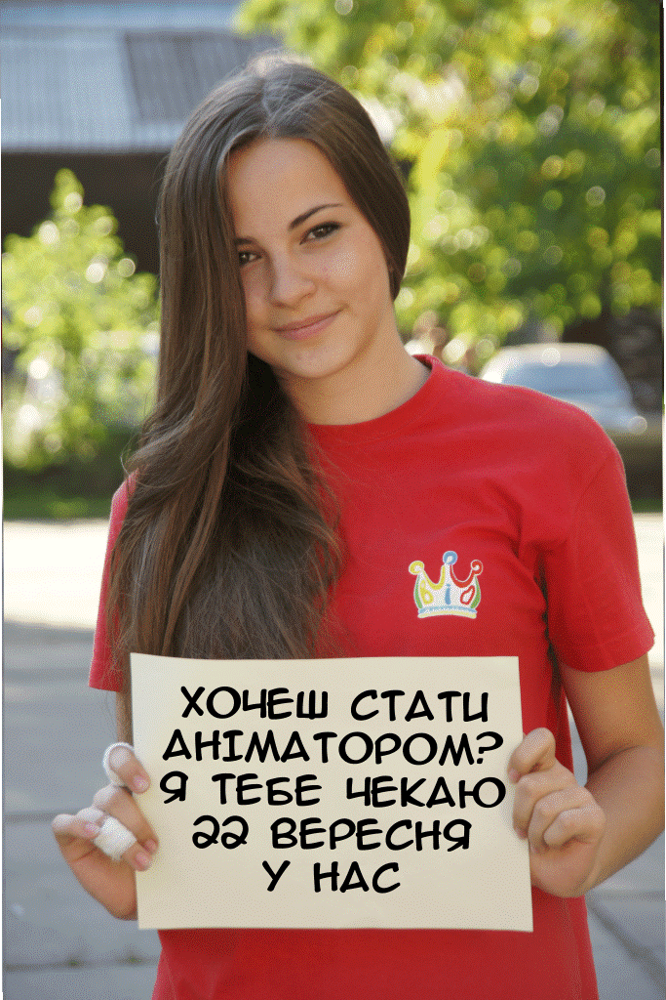 ХОЧЕШ СТАТИ
АНІМАТОРОМ?
Я ТЕБЕ ЧЕКАЮ
22 ВЕРЕСНЯ
У НАС